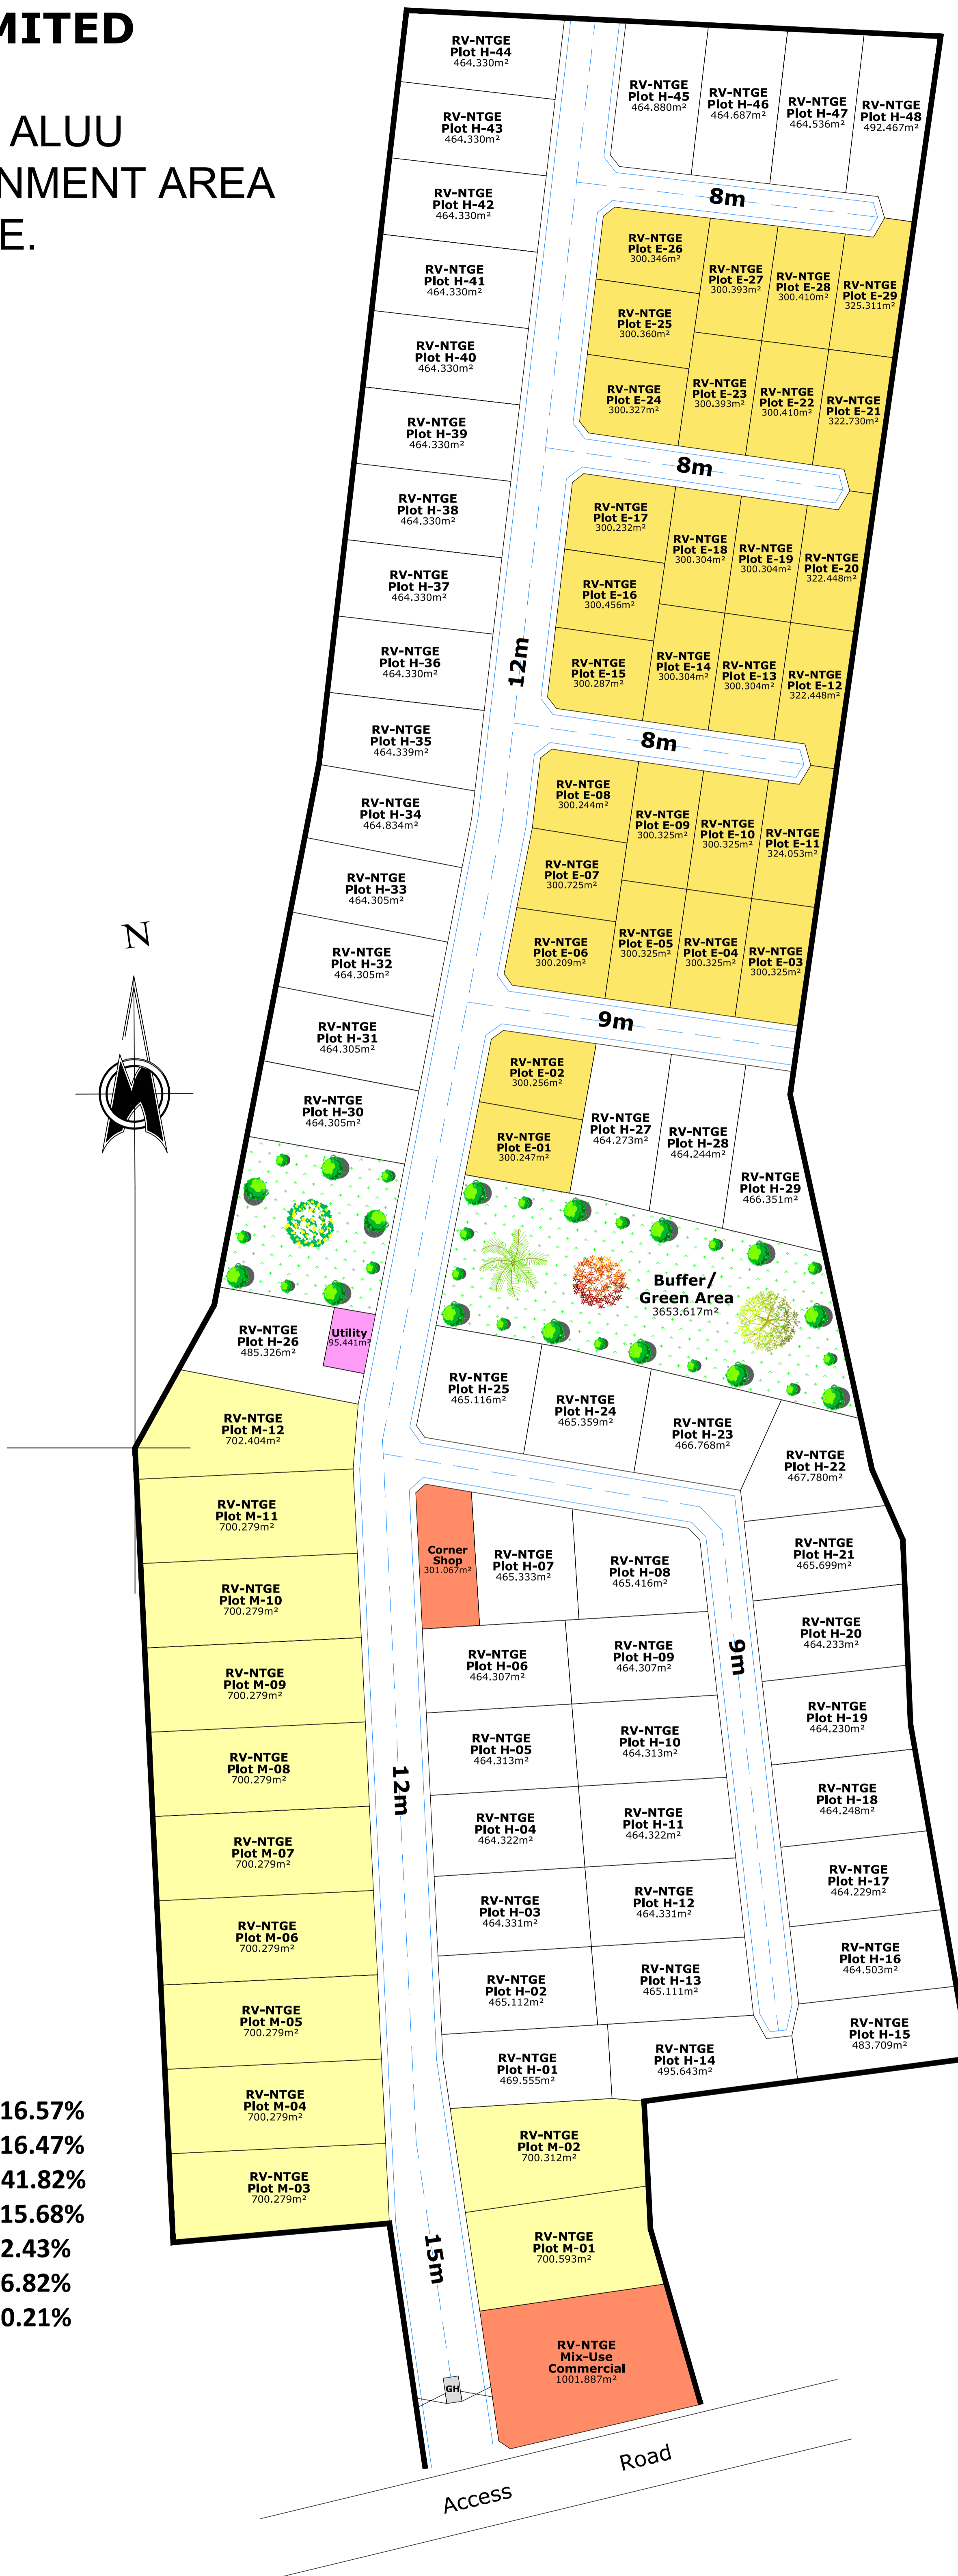 MITED
ALUU
NMENT AREA
E.
RV-NTGE
Plot H-44
464.330m²
RV-NTGE
Plot H-43
464.330m²
RV-NTGE
Plot H-42
464.330m²
RV-NTGE
Plot H-41
464.330m²
RV-NTGE
Plot H-40
464.330m²
RV-NTGE
Plot H-39
464.330m²
RV-NTGE
Plot H-38
464.330m²
RV-NTGE
Plot H-37
464.330m²
RV-NTGE
Plot H-36
464.330m²
RV-NTGE
Plot H-35
464.339m²
RV-NTGE
Plot H-34
464.834m²
RV-NTGE
Plot H-33
464.305m²
RV-NTGE
Plot H-32
464.305m²
RV-NTGE
Plot H-31
464.305m²
RV-NTGE
Plot H-30
464.305m²
RV-NTGE
Plot H-45
464.880m²
RV-NTGE
Plot H-46
464.687m²
RV-NTGE
Plot H-47
464.536m²
RV-NTGE
Plot H-48
492.467m²
8m
RV-NTGE
Plot E-26
300.346m²
RV-NTGE
Plot E-27
300.393m²
RV-NTGE
Plot E-28
300.410m²
RV-NTGE
Plot E-29
325.311m²
RV-NTGE
Plot E-25
300.360m²
RV-NTGE
Plot E-24
300.327m²
RV-NTGE
Plot E-23
300.393m²
RV-NTGE
Plot E-22
300.410m²
RV-NTGE
Plot E-21
322.730m²
8m
RV-NTGE
Plot E-17
300.232m²
RV-NTGE
Plot E-18
300.304m²
RV-NTGE
Plot E-19
300.304m²
RV-NTGE
Plot E-20
322.448m²
RV-NTGE
Plot E-16
300.456m²
RV-NTGE
Plot E-15
300.287m²
RV-NTGE
Plot E-14
300.304m²
RV-NTGE
Plot E-13
300.304m²
RV-NTGE
Plot E-12
322.448m²
12m
8m
RV-NTGE
Plot E-08
300.244m²
RV-NTGE
Plot E-09
300.325m²
RV-NTGE
Plot E-10
300.325m²
RV-NTGE
Plot E-11
324.053m²
RV-NTGE
Plot E-07
300.725m²
RV-NTGE
Plot E-06
300.209m²
RV-NTGE
Plot E-05
300.325m²
RV-NTGE
Plot E-04
300.325m²
RV-NTGE
Plot E-03
300.325m²
9m
N
RV-NTGE
Plot E-02
300.256m²
RV-NTGE
Plot E-01
300.247m²
RV-NTGE
Plot H-27
464.273m²
RV-NTGE
Plot H-28
464.244m²
RV-NTGE
Plot H-29
466.351m²
Buffer/
Green Area
3653.617m²
RV-NTGE
Plot H-26
485.326m²
Utility
95.441m²
RV-NTGE
Plot H-25
465.116m²
RV-NTGE
Plot H-24
465.359m²
RV-NTGE
Plot H-23
466.768m²
RV-NTGE
Plot H-22
467.780m²
RV-NTGE
Plot M-12
702.404m²
RV-NTGE
Plot M-11
700.279m²
RV-NTGE
Plot M-10
700.279m²
RV-NTGE
Plot M-09
700.279m²
RV-NTGE
Plot M-08
700.279m²
RV-NTGE
Plot M-07
700.279m²
RV-NTGE
Plot M-06
700.279m²
RV-NTGE
Plot M-05
700.279m²
RV-NTGE
Plot M-04
700.279m²
RV-NTGE
Plot M-03
700.279m²
12m
Corner
Shop
301.067m²
RV-NTGE
Plot H-07
465.333m²
RV-NTGE
Plot H-08
465.416m²
RV-NTGE
Plot H-06
464.307m²
RV-NTGE
Plot H-09
464.307m²
RV-NTGE
Plot H-05
464.313m²
RV-NTGE
Plot H-10
464.313m²
RV-NTGE
Plot H-04
464.322m²
RV-NTGE
Plot H-11
464.322m²
RV-NTGE
Plot H-03
464.331m²
RV-NTGE
Plot H-12
464.331m²
RV-NTGE
Plot H-02
465.112m²
RV-NTGE
Plot H-13
465.111m²
RV-NTGE
Plot H-01
469.555m²
RV-NTGE
Plot H-14
495.643m²
9m
RV-NTGE
Plot H-21
465.699m²
RV-NTGE
Plot H-20
464.233m²
RV-NTGE
Plot H-19
464.230m²
RV-NTGE
Plot H-18
464.248m²
RV-NTGE
Plot H-17
464.229m²
RV-NTGE
Plot H-16
464.503m²
RV-NTGE
Plot H-15
483.709m²
16.57%
16.47%
41.82%
15.68%
2.43%
6.82%
0.21%
RV-NTGE
Plot M-02
700.312m²
RV-NTGE
Plot M-01
700.593m²
15m
RV-NTGE
Mix-Use
Commercial
1001.887m²
GH
Access Road